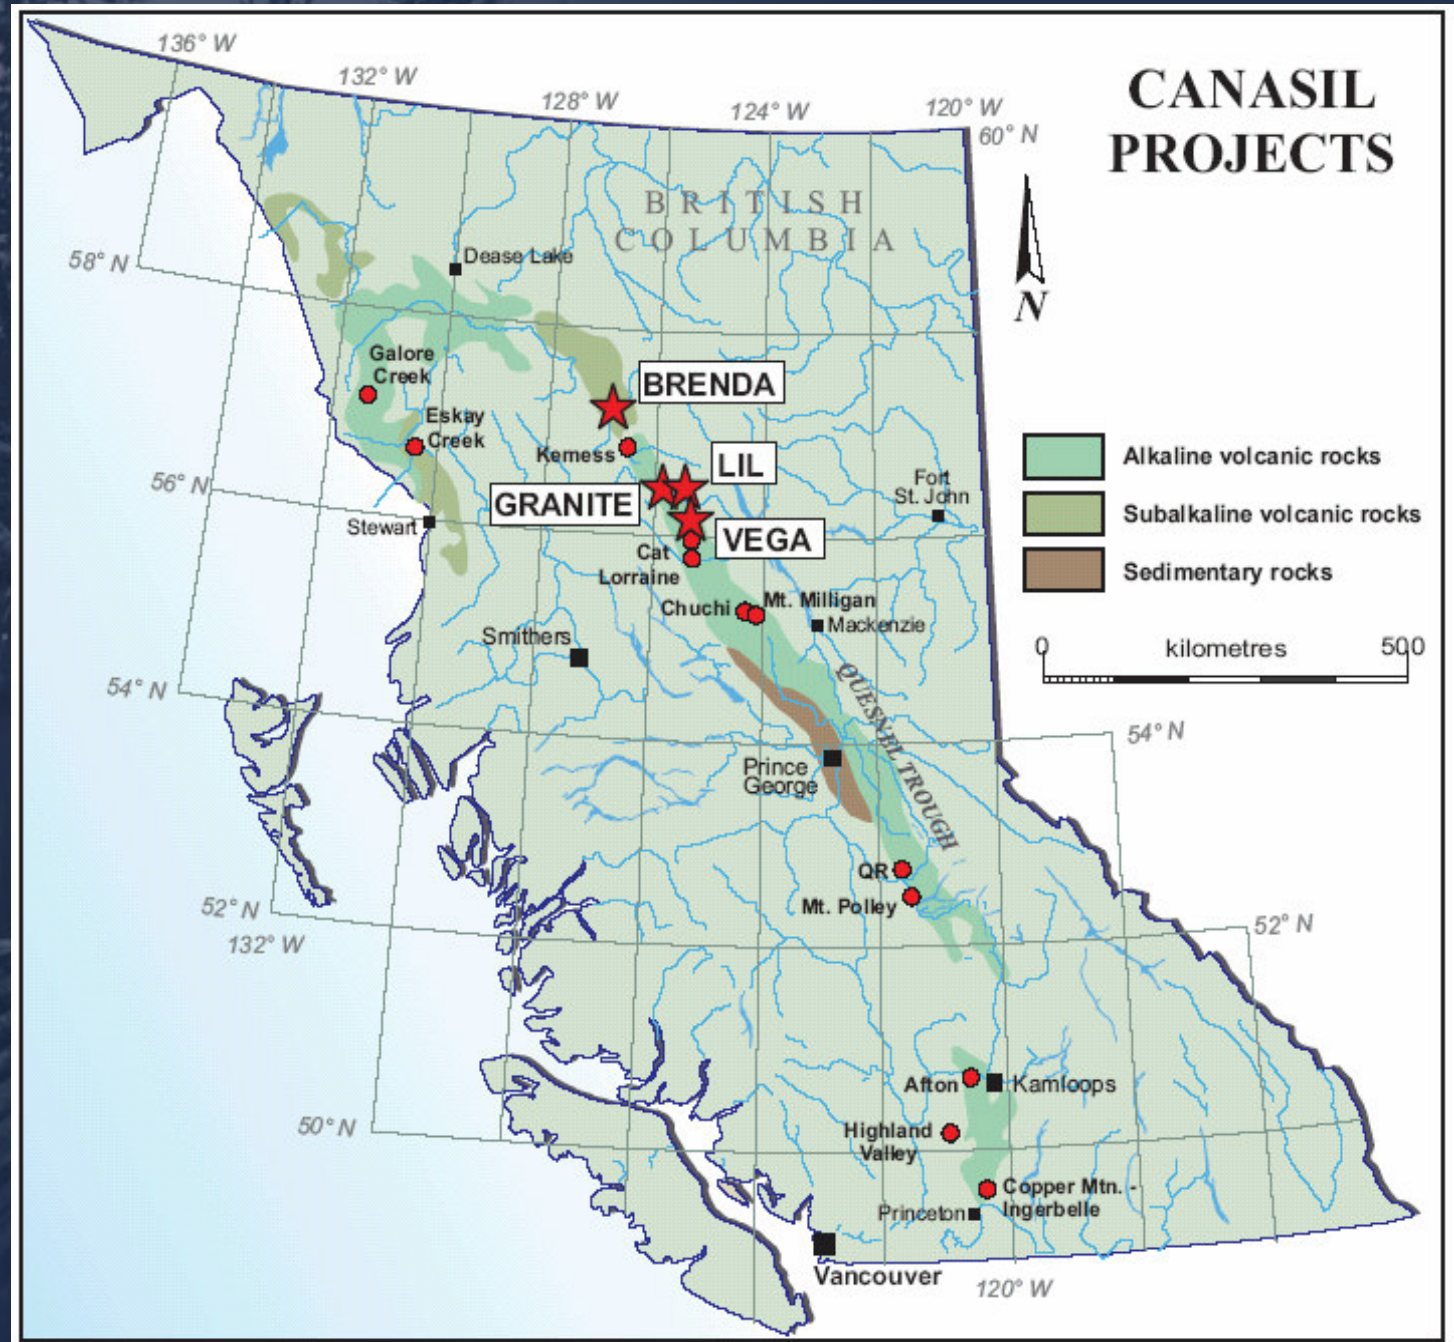 CANASIL
PROJECTS
136° W
132° W
128° W
124° W
120° W
60° N
BRITISH
COLUMBIA
N
58° N
Dease Lake
Galore
Creek
BRENDA
Eskay
Creek
Kemess
LIL
GRANITE
56° N
Fort
St. John
Stewart
VEGA
Cat
Lorraine
Alkaline volcanic rocks
Subalkaline volcanic rocks
Sedimentary rocks
Chuchi
Mt. Milligan
Mackenzie
Smithers
0 kilometres 500
54° N
QUESNEL TROUGH
54° N
Prince
George
QR
Mt. Polley
52° N
132° W
52° N
Afton
Kamloops
50° N
Highland
Valley
Copper Mtn. -
Ingerbelle
Princeton
Vancouver
120° W